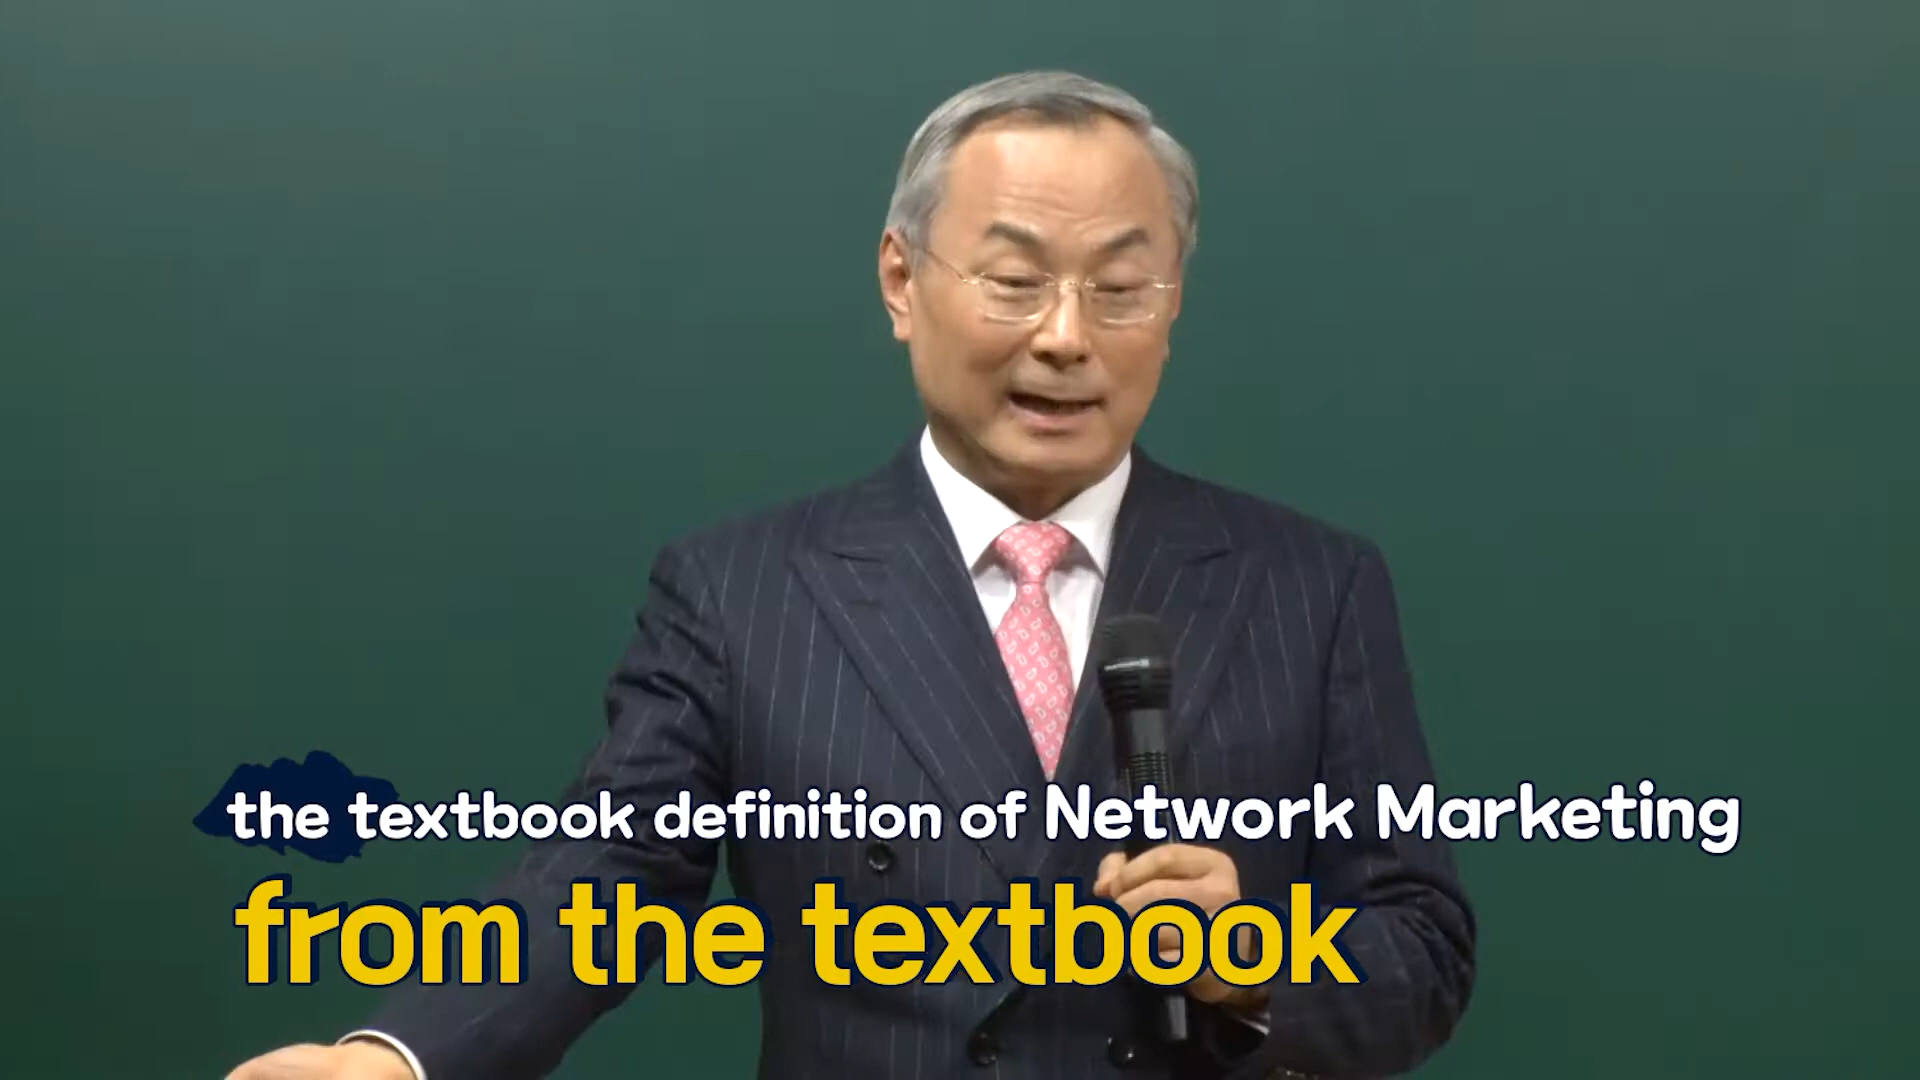 the textbook definition of Network Marketing
from the textbook